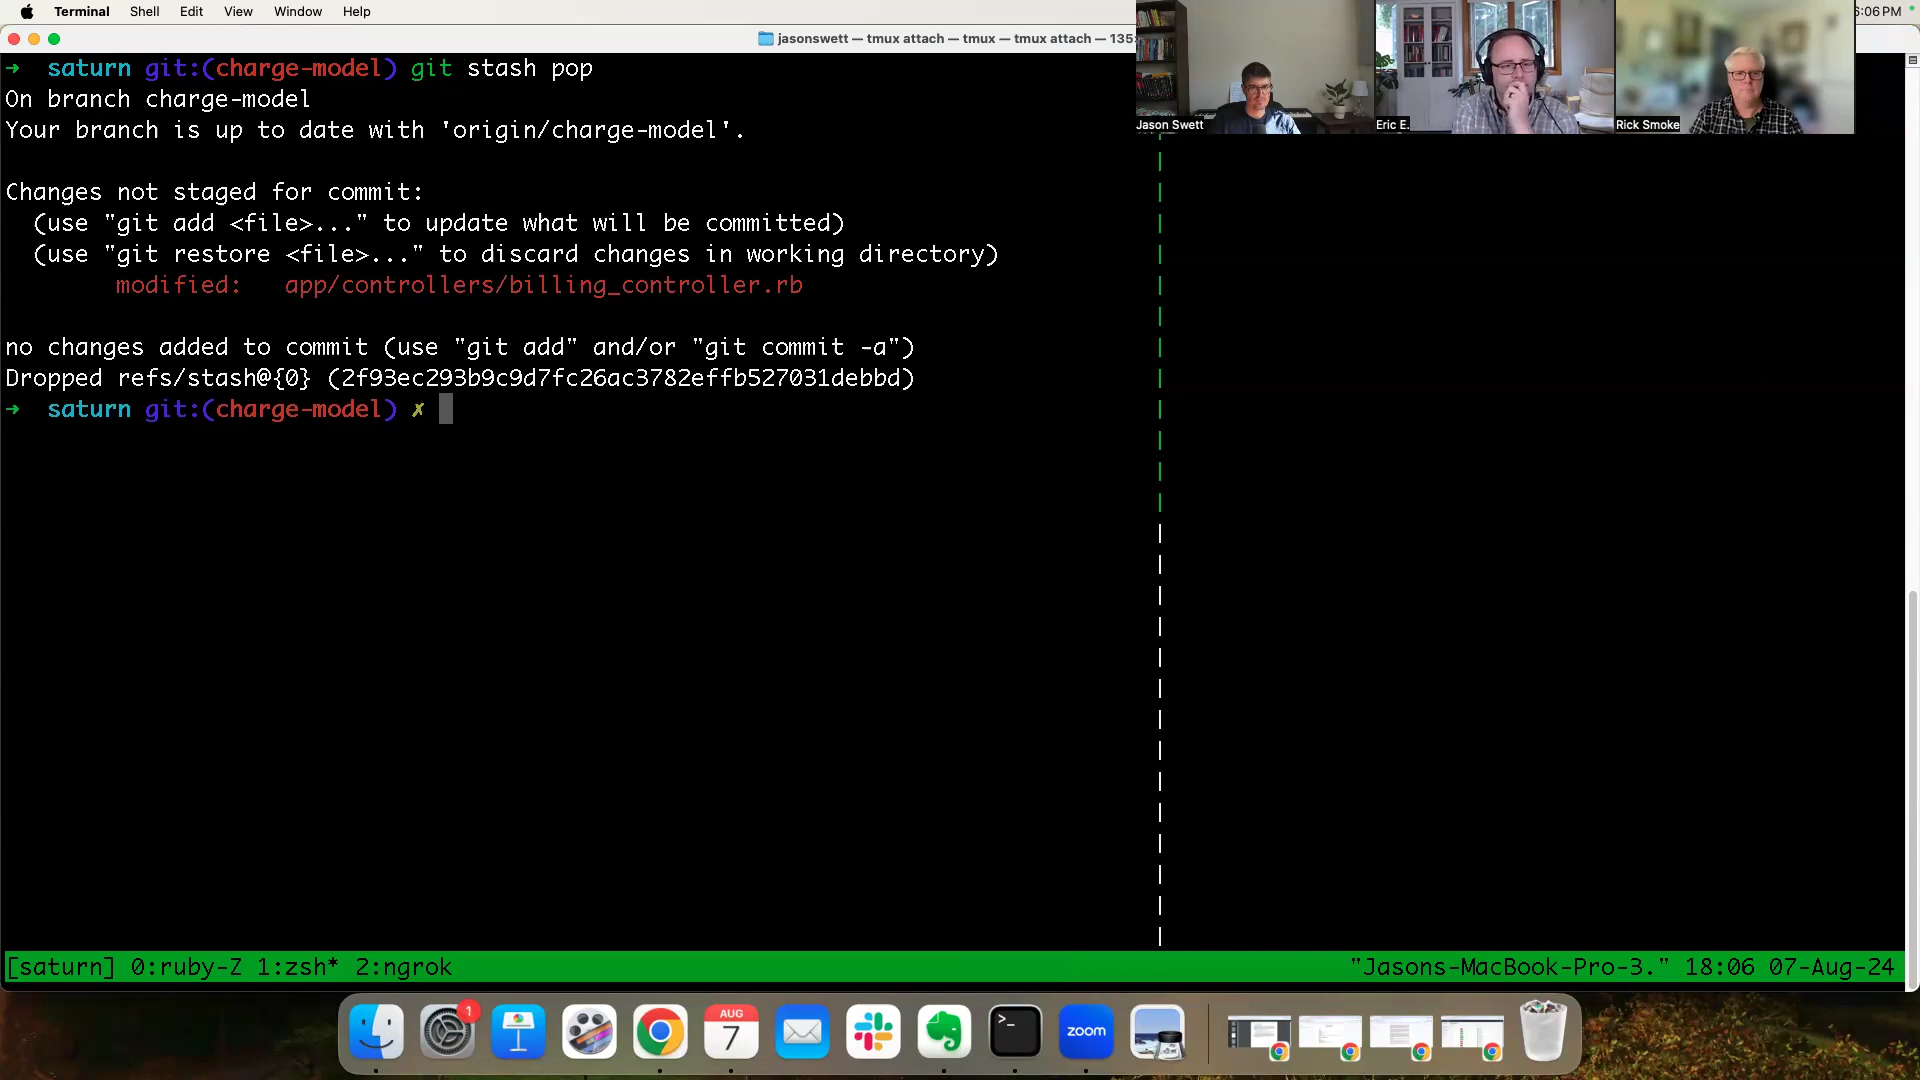 Terminal Shell Edit View Window Help
6:06 PM
jasonswett — tmux attach — tmux — tmux attach — 135
Jason Swett
Eric E.
Rick Smoke
➜ saturn git:(charge-model) git stash pop
On branch charge-model
Your branch is up to date with 'origin/charge-model'.
Changes not staged for commit:
(use "git add <file>..." to update what will be committed)
(use "git restore <file>..." to discard changes in working directory)
modified: app/controllers/billing_controller.rb
no changes added to commit (use "git add" and/or "git commit -a")
Dropped refs/stash@{0} (2f93ec293b9c9d7fc26ac3782effb527031debbd)
➜ saturn git:(charge-model) ✗
[saturn] 0:ruby-Z 1:zsh* 2:ngrok
"Jasons-MacBook-Pro-3." 18:06 07-Aug-24
1
AUG
7
>_
zoom